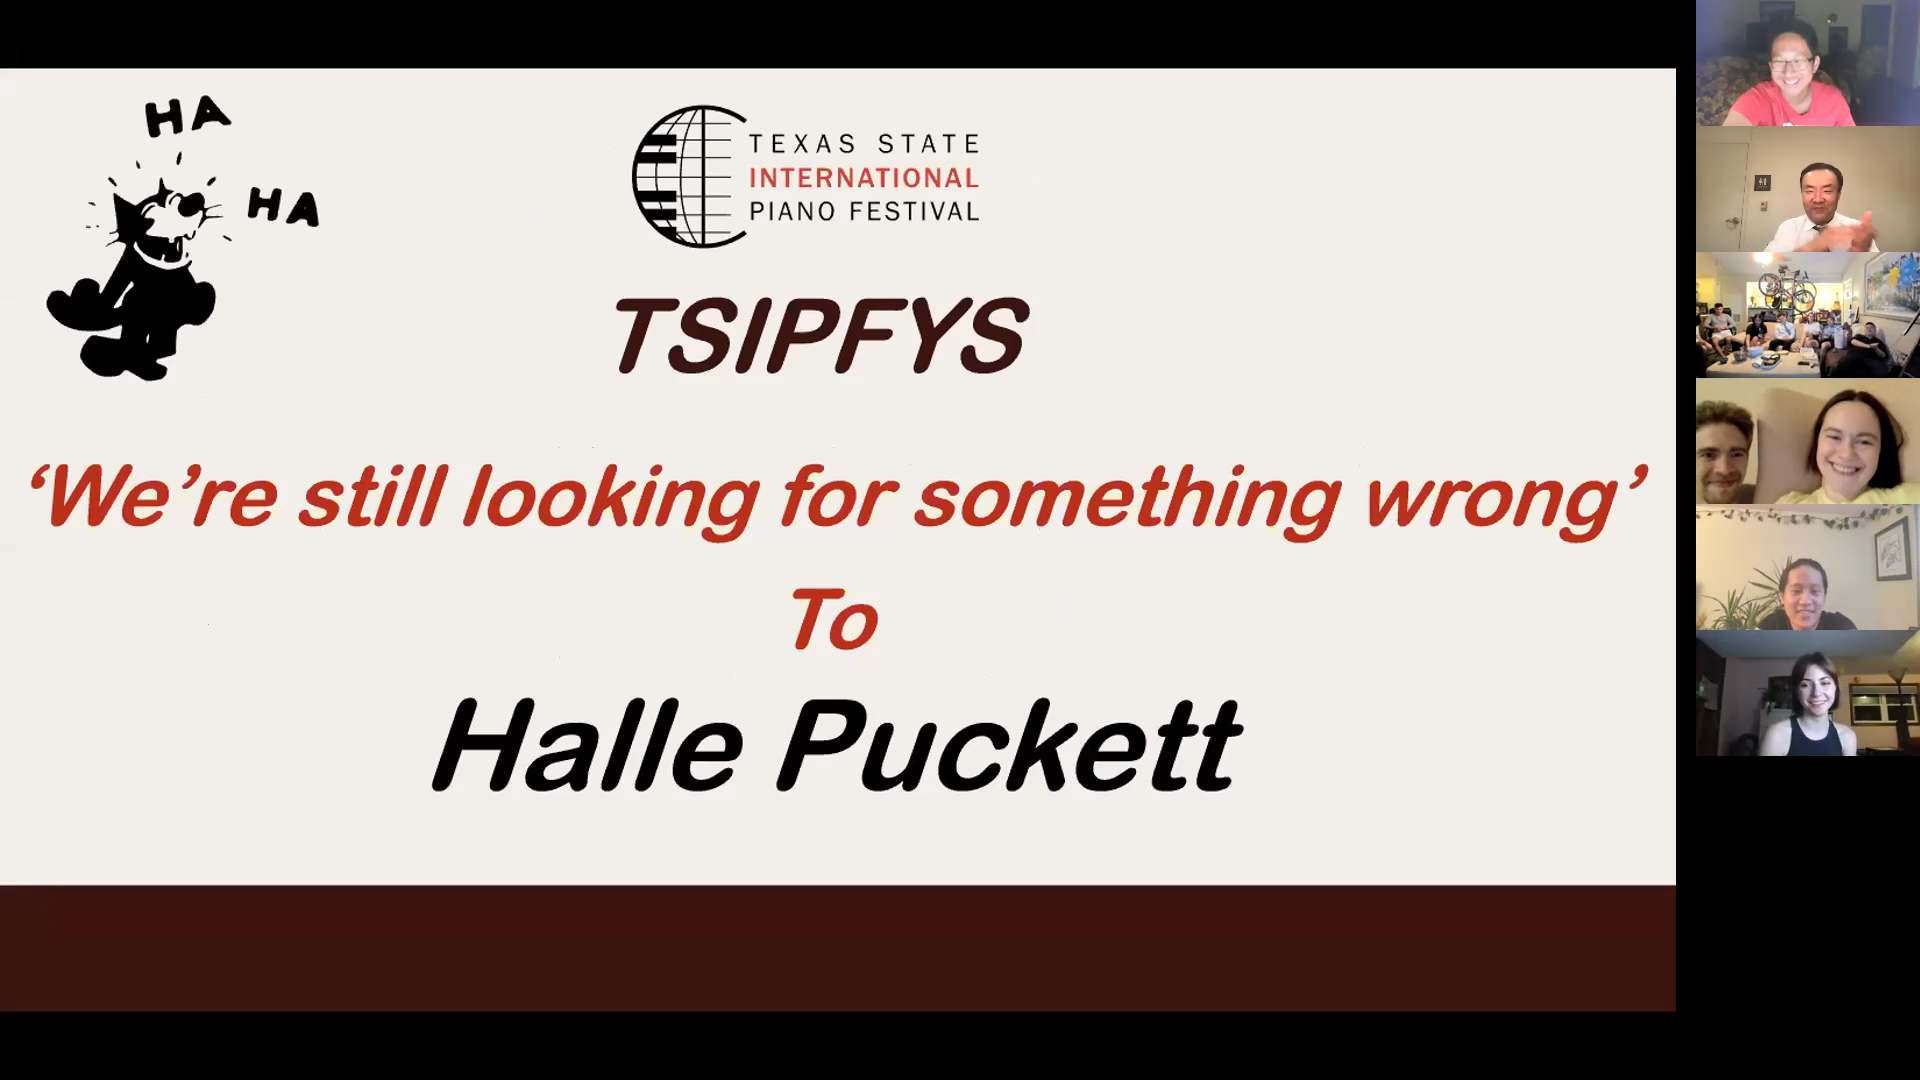 HA
HA
TEXAS STATE
INTERNATIONAL
PIANO FESTIVAL
TSIPFYS
‘We’re still looking for something wrong’
To
Halle Puckett